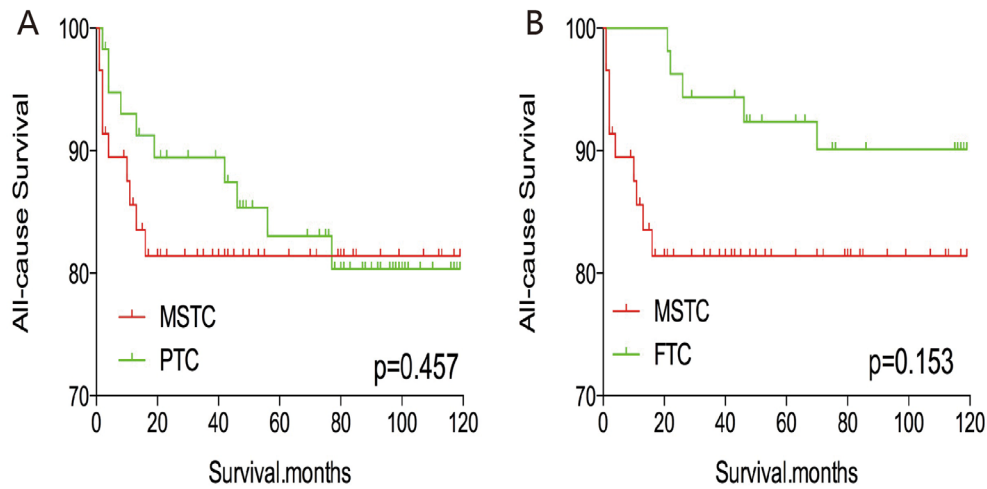 A
All-cause Survival
100
90
80
70
MSTC
PTC
p=0.457
0 20 40 60 80 100 120
Survival.months
B
All-cause Survival
100
90
80
70
MSTC
FTC
p=0.153
0 20 40 60 80 100 120
Survival.months